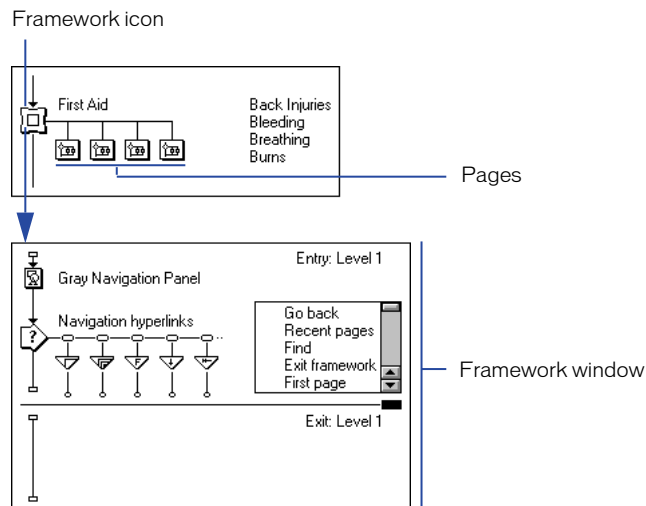 Framework icon
First Aid
Back Injuries
Bleeding
Breathing
Burns
Pages
Entry: Level 1
Gray Navigation Panel
Navigation hyperlinks
?
F
Go back
Recent pages
Find
Exit framework
First page
Framework window
Exit: Level 1